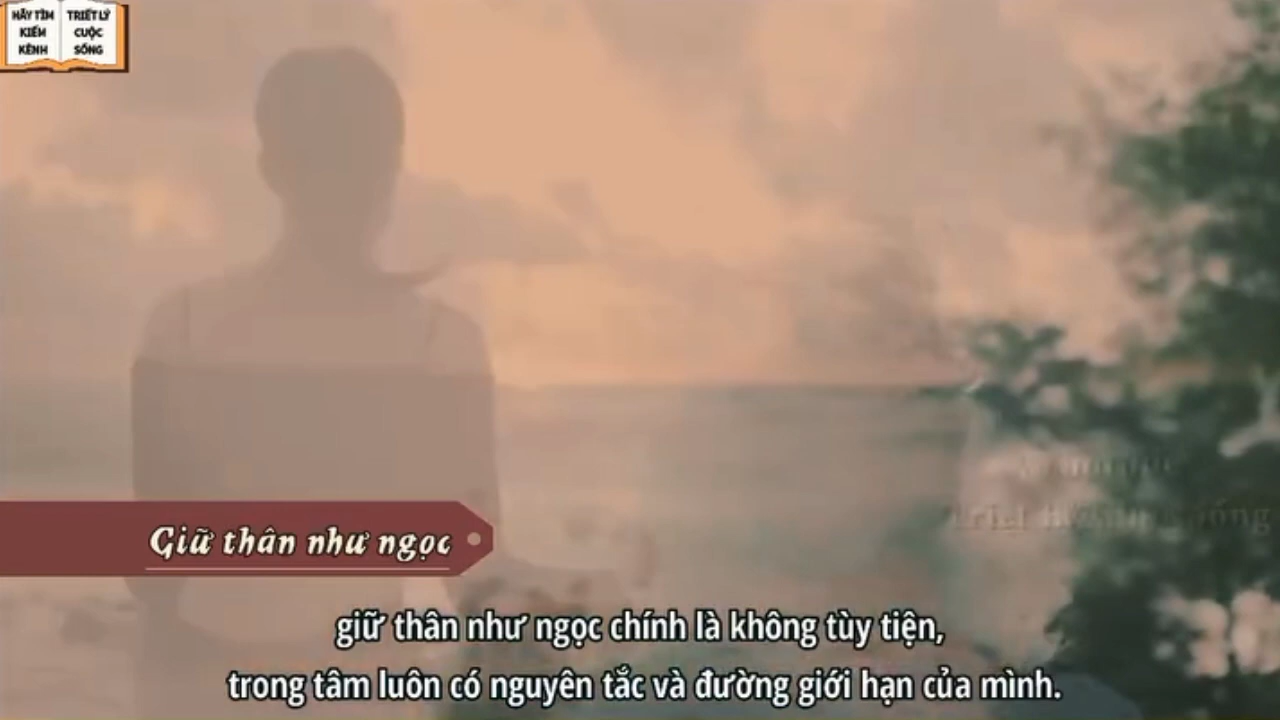 HÃY TÌM
KIẾM
KÊNH
TRIẾT LÝ
CUỘC
SỐNG
Giữ thân như ngọc
giữ thân như ngọc chính là không tùy tiện,
trong tâm luôn có nguyên tắc và đường giới hạn của mình.